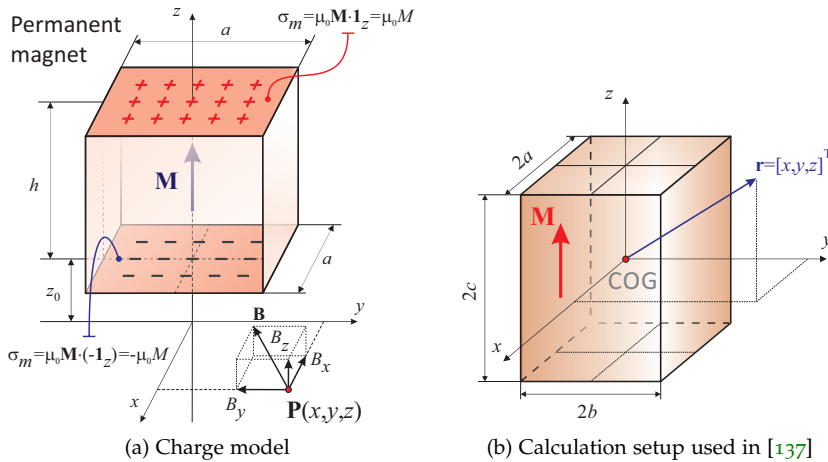 Permanent
magnet
z
a
σm=μ0M·1z=μ0M
h
M
a
z0
y
B
Bz
Bx
By
σm=μ0M·(-1z)=-μ0M
x
P(x,y,z)
(a) Charge model
z
2a
r=[x,y,z]T
M
y
COG
2c
x
2b
(b) Calculation setup used in [137]